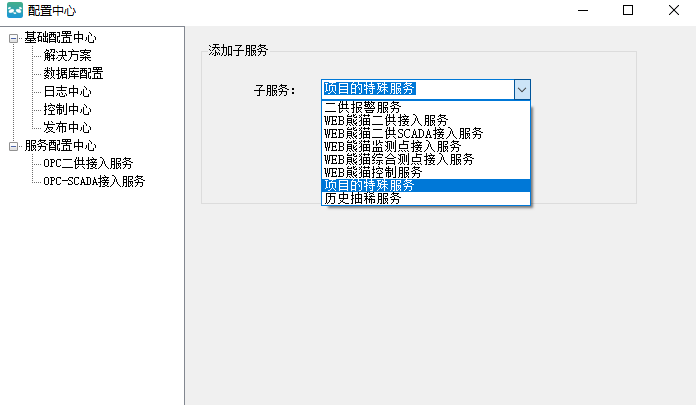 配置中心
基础配置中心
解决方案
数据库配置
日志中心
控制中心
发布中心
服务配置中心
OPC二供接入服务
OPC-SCADA接入服务
添加子服务
子服务：
项目的特殊服务
二供报警服务
WEB熊猫二供接入服务
WEB熊猫二供SCADA接入服务
WEB熊猫监测点接入服务
WEB熊猫综合测点接入服务
WEB熊猫控制服务
项目的特殊服务
历史抽稀服务